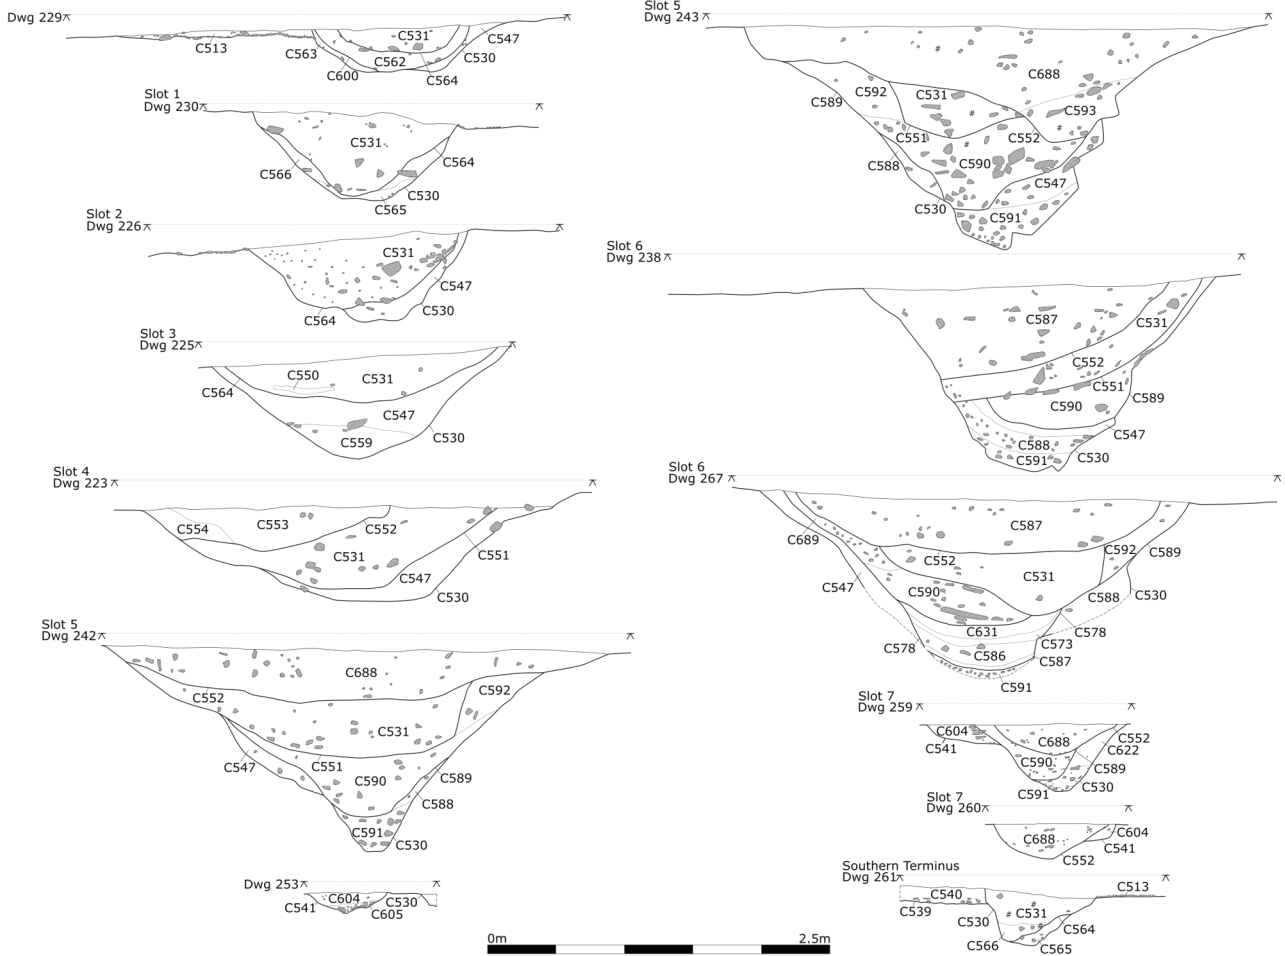 Dwg 229
C513
C563
C600
C531
C562
C564
C530
C547
Slot 1
Dwg 230
C531
C566
C564
C530
C565
Slot 2
Dwg 226
C531
C547
C564
C530
Slot 3
Dwg 225
C550
C531
C564
C547
C559
C530
Slot 4
Dwg 223
C554
C553
C552
C551
C531
C547
C530
Slot 5
Dwg 242
C688
C552
C592
C531
C551
C547
C590
C589
C588
C591
C530
Dwg 253
C604
C530
C541
C605
Slot 5
Dwg 243
C688
C592
C531
C589
C593
C551
C552
C588
C590
C547
C530
C591
Slot 6
Dwg 238
C587
C531
C552
C551
C590
C589
C547
C588
C591
C530
Slot 6
Dwg 267
C587
C689
C552
C592
C589
C531
C547
C590
C588
C530
C631
C578
C573
C578
C586
C587
C591
Slot 7
Dwg 259
C604
C552
C541
C688
C622
C590
C589
C591
C530
Slot 7
Dwg 260
C688
C604
C541
C552
Southern Terminus
Dwg 261
C540
C513
C539
C530
C531
C564
C566
C565
0m 2.5m